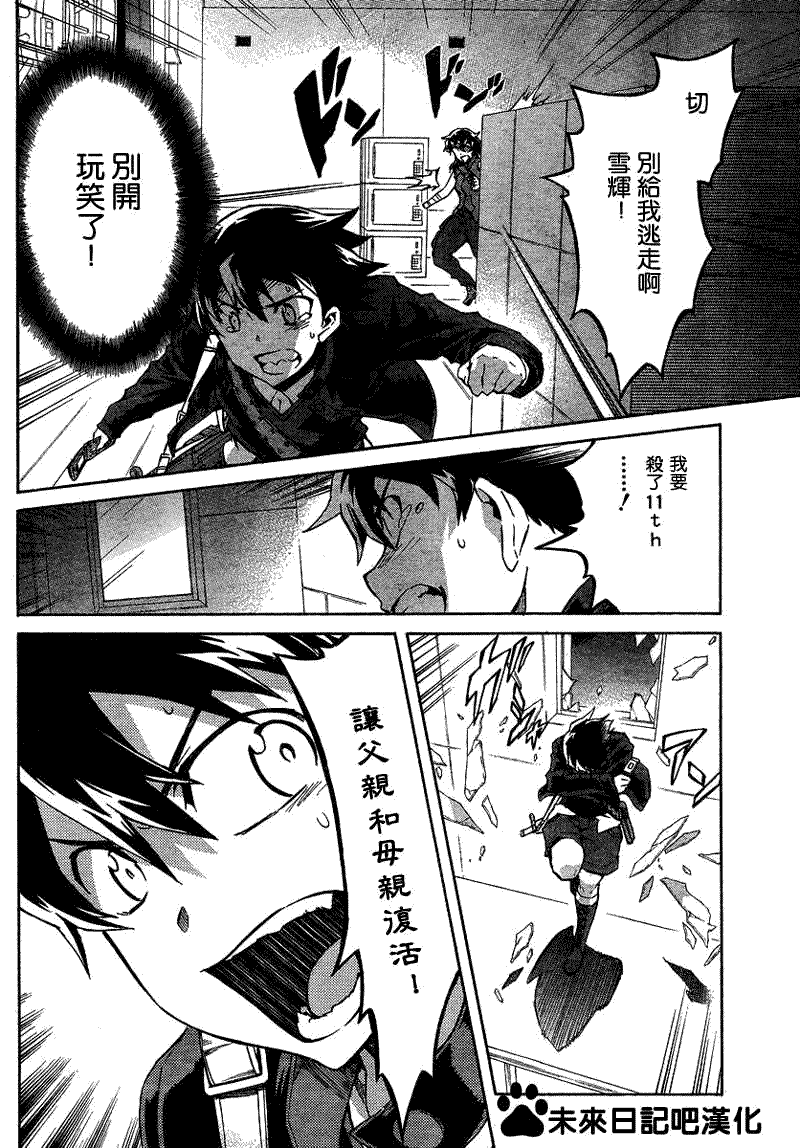 切
別給我逃走啊
雪輝！
ドンドンッ
別開
玩笑了！
我要
殺了11th
……！
讓父親和母親復活！
未來日記吧漢化